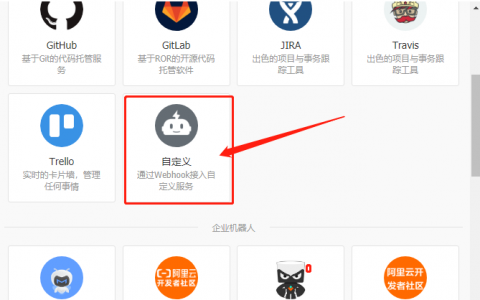 GitHub
基于Git的代码托管服
务
GitLab
基于ROR的开源代码
托管软件
JIRA
出色的项目与事务跟
踪工具
Travis
出色的项目与事务跟
踪工具
Trello
实时的卡片墙，管理
任何事情
自定义
通过Webhook接入自
定义服务
企业机器人
阿里云
开发者社区
0
阿里云开
发者社区